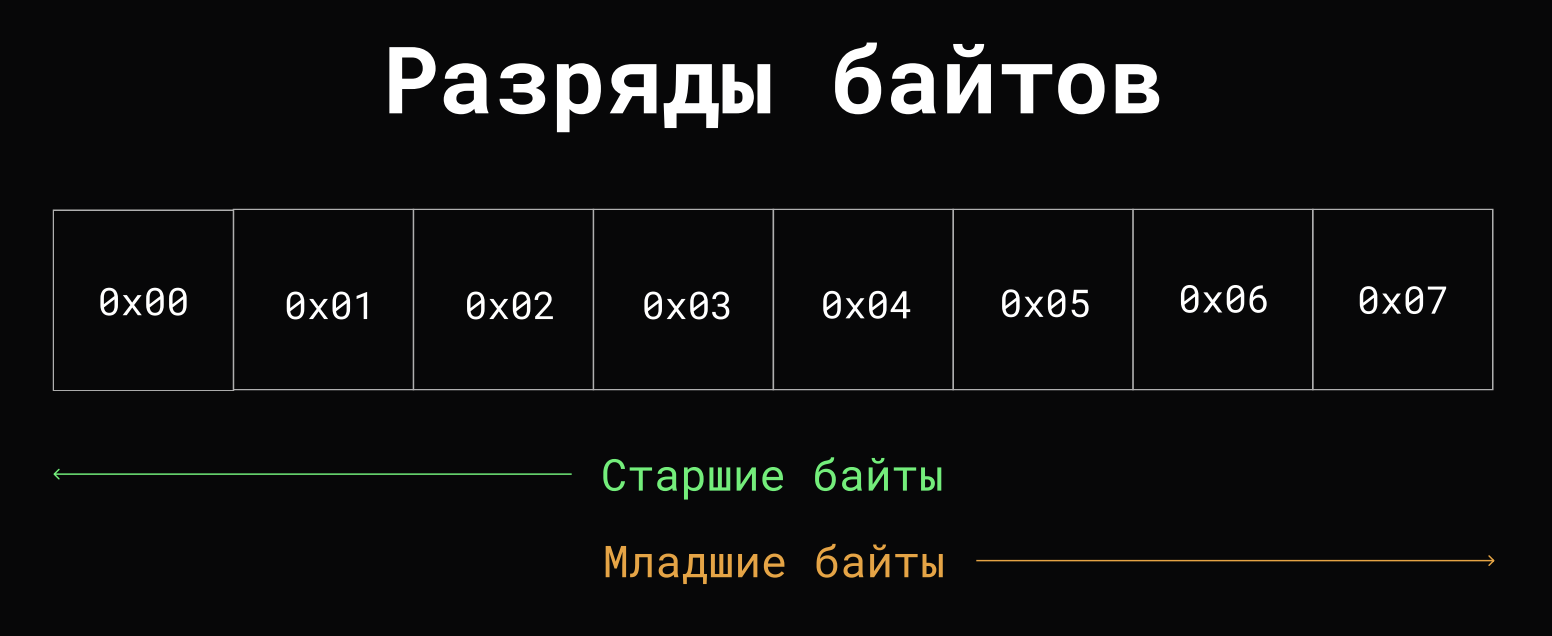 Разряды байтов
0x00 0x01 0x02 0x03 0x04 0x05 0x06 0x07
Старшие байты
Младшие байты